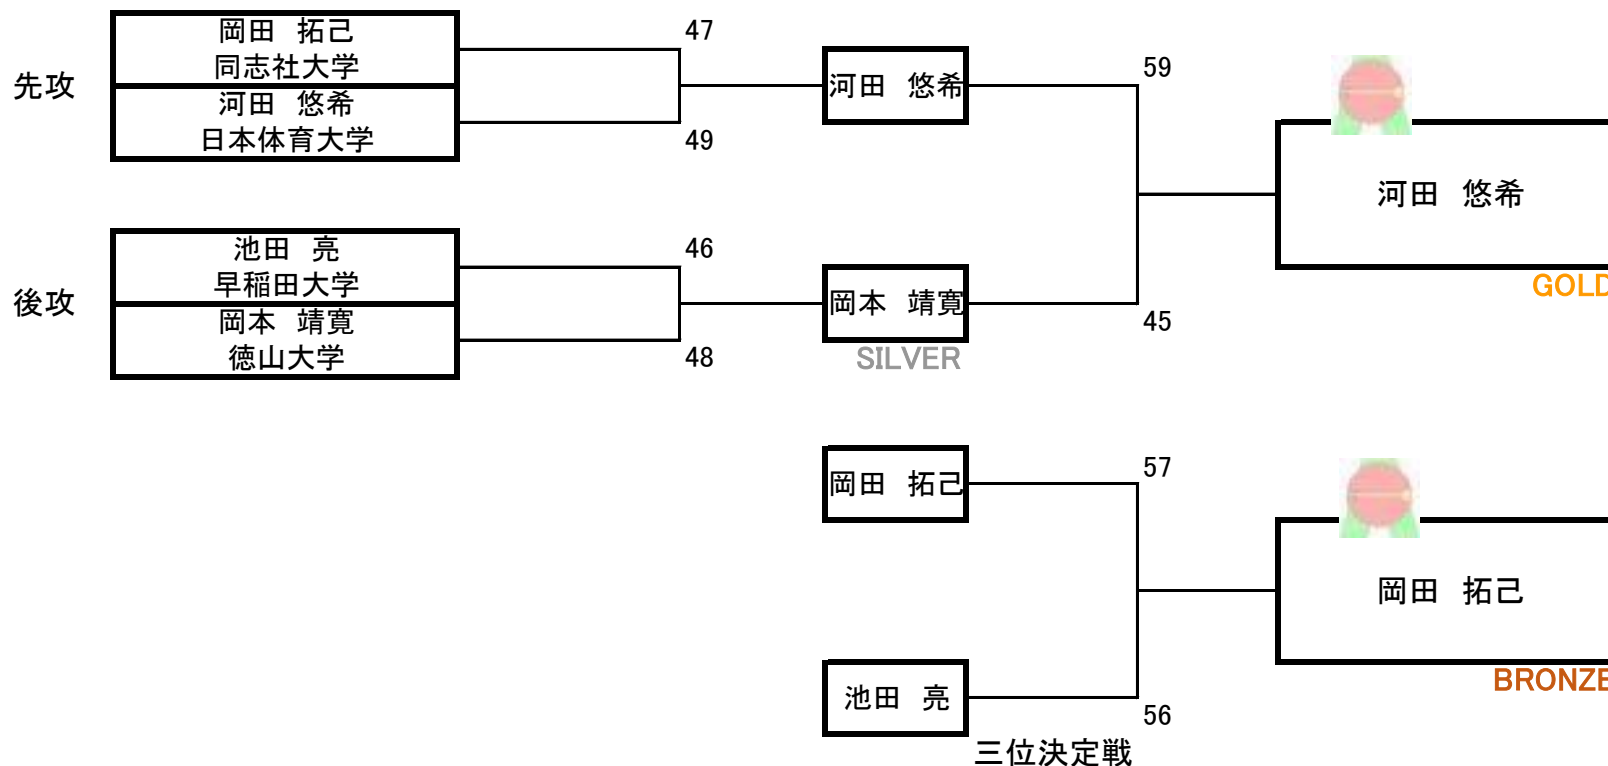 岡田　拓己
47
同志社大学
先攻
河田　悠希
日本体育大学
49
河田　悠希
59
河田　悠希
GOLD
池田　亮
46
早稲田大学
後攻
岡本　靖寛
徳山大学
48
岡本　靖寛
45
SILVER
岡田　拓己
57
岡田　拓己
BRONZE
池田　亮
56
三位決定戦